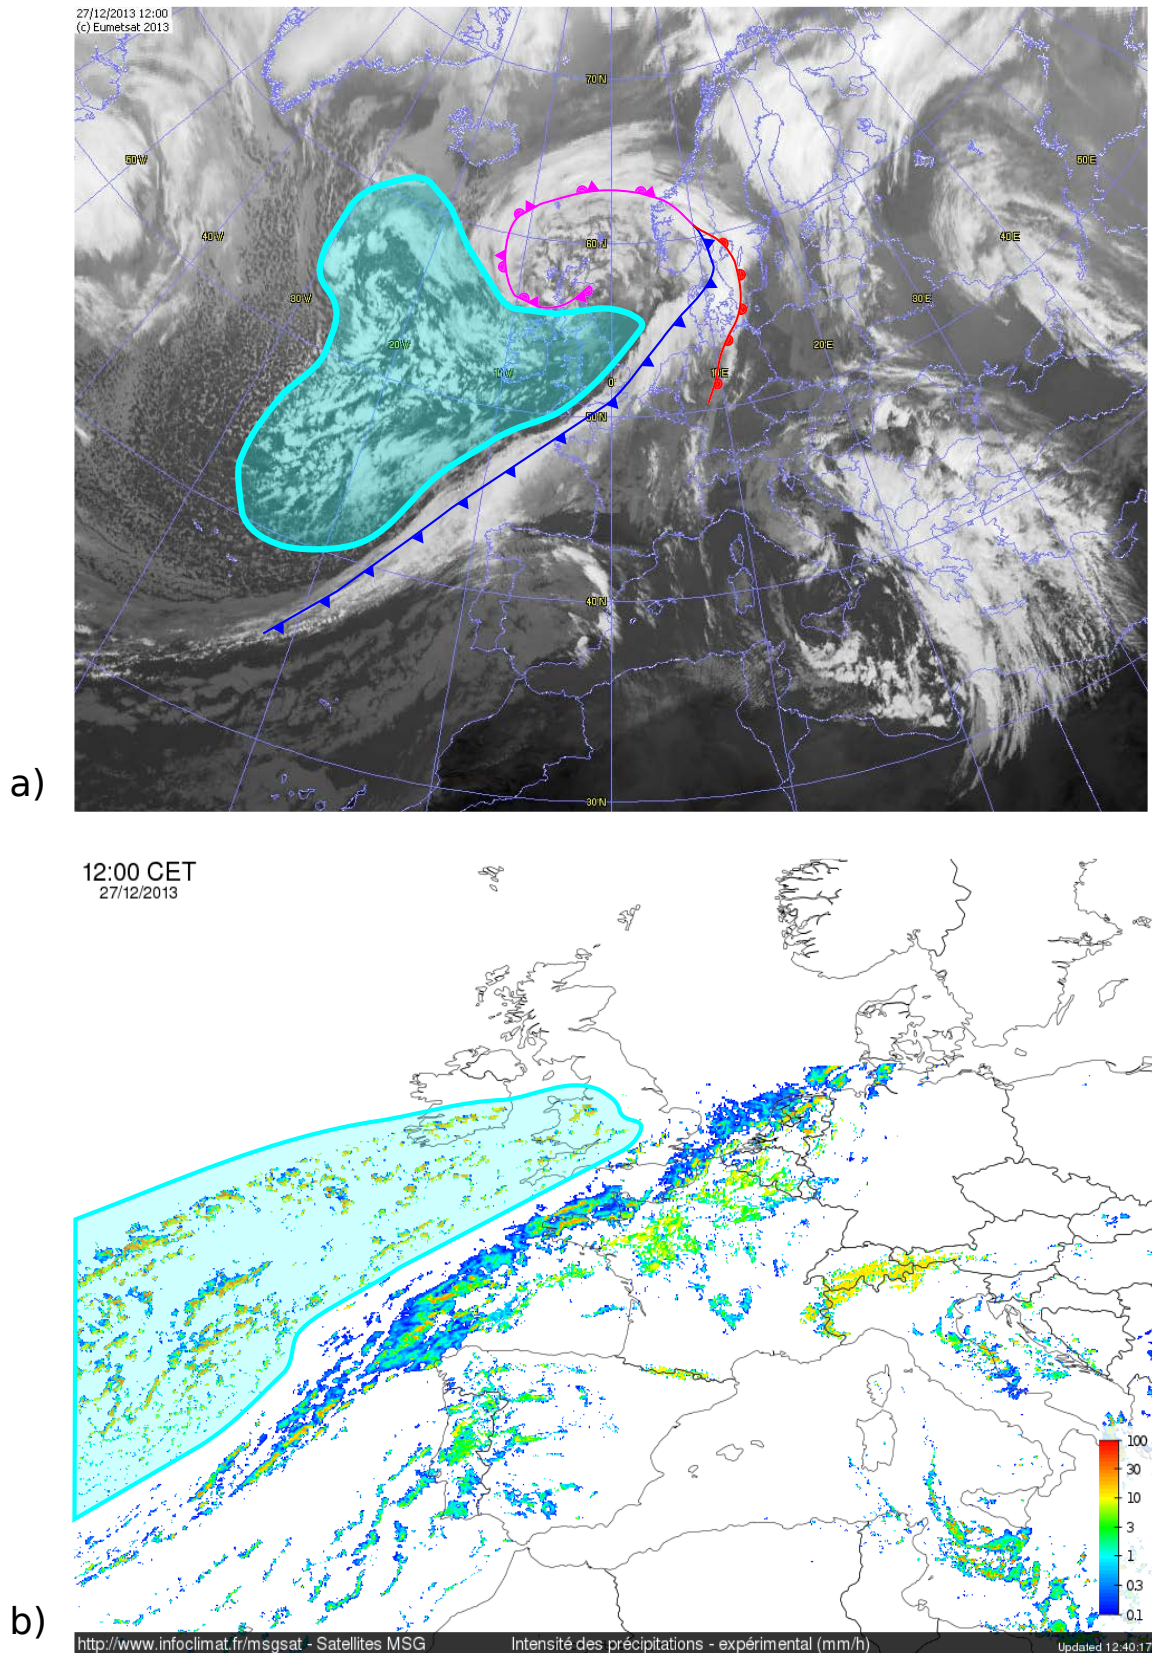 27/12/2013 12:00
(c) Eumetsat 2013
70 N
50 W
50 E
40 W
60 N
40 E
30 W
30 E
20 W
20 E
10 W
0
10 E
50 N
40 N
30 N
a)
12:00 CET
27/12/2013
100
30
10
3
1
0.3
0.1
b)
http://www.infoclimat.fr/msgsat - Satellites MSG Intensité des précipitations - expérimental (mm/h) Updated 12:40:17